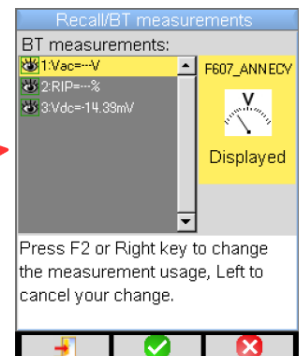 Recall/BT measurements
BT measurements:
1:Vac=---V
2:RIP=---%
3:Vdc=-14.39mV
F607_ANNECY
V
Displayed
Press F2 or Right key to change
the measurement usage, Left to
cancel your change.